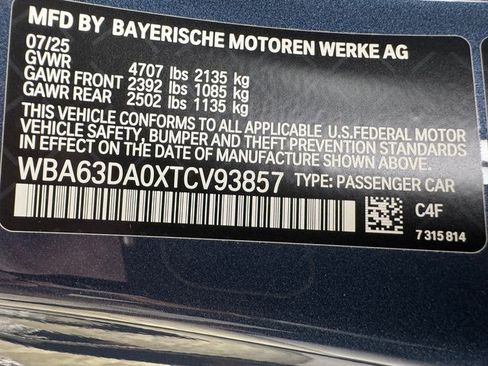 MFD BY BAYERISCHE MOTOREN WERKE AG
07/25
GVWR 4707 lbs 2135 kg
GAWR FRONT 2392 lbs 1085 kg
GAWR REAR 2502 lbs 1135 kg
THIS VEHICLE CONFORMS TO ALL APPLICABLE U.S.FEDERAL MOTOR
VEHICLE SAFETY, BUMPER AND THEFT PREVENTION STANDARDS
IN EFFECT ON THE DATE OF MANUFACTURE SHOWN ABOVE.
WBA63DA0XTCV93857 TYPE: PASSENGER CAR
C4F
7 315 814